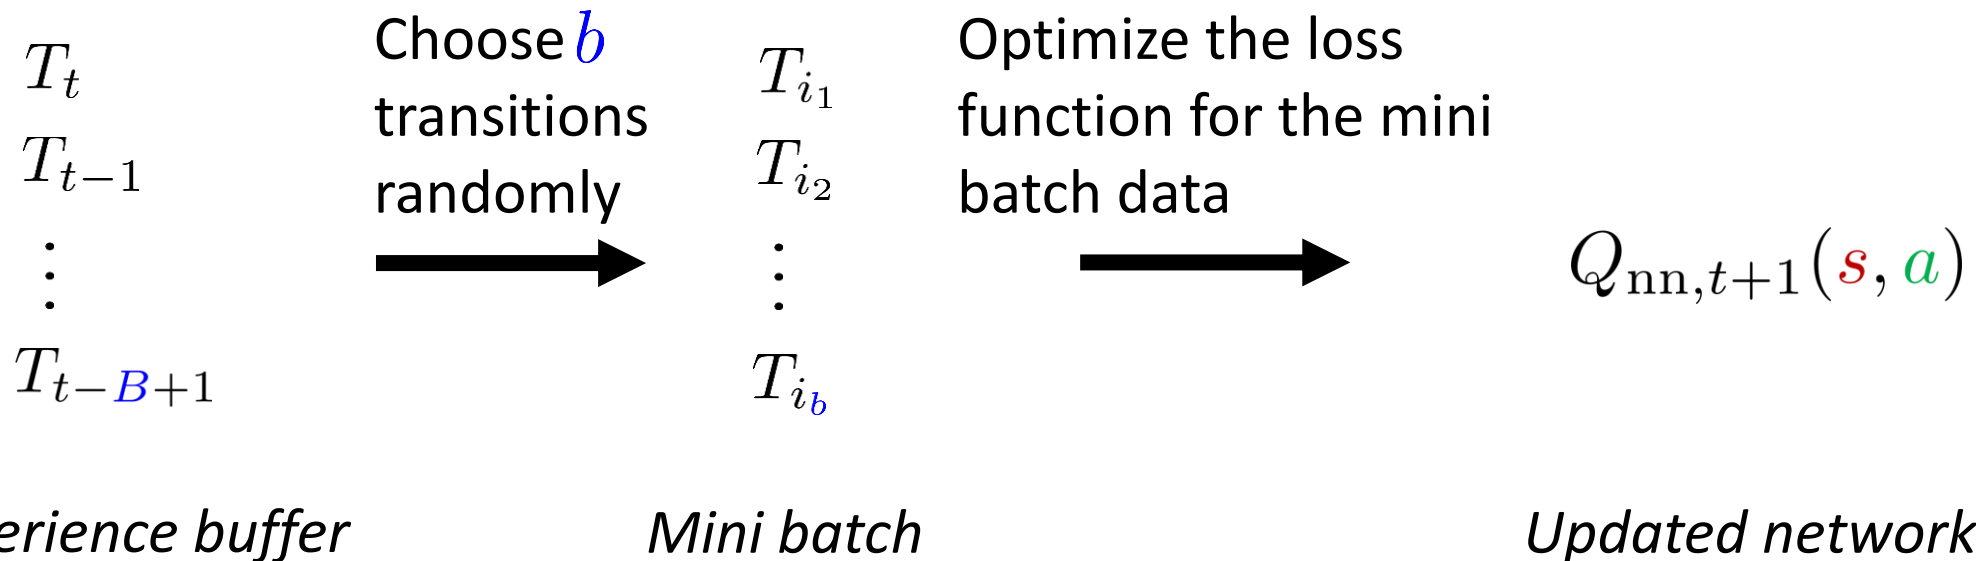 T_t
T_{t-1}
⋮
T_{t-B+1}
Choose b
transitions
randomly
T_{i_1}
T_{i_2}
⋮
T_{i_b}
Optimize the loss
function for the mini
batch data
Q_{nn,t+1}(s, a)
erience buffer
Mini batch
Updated network